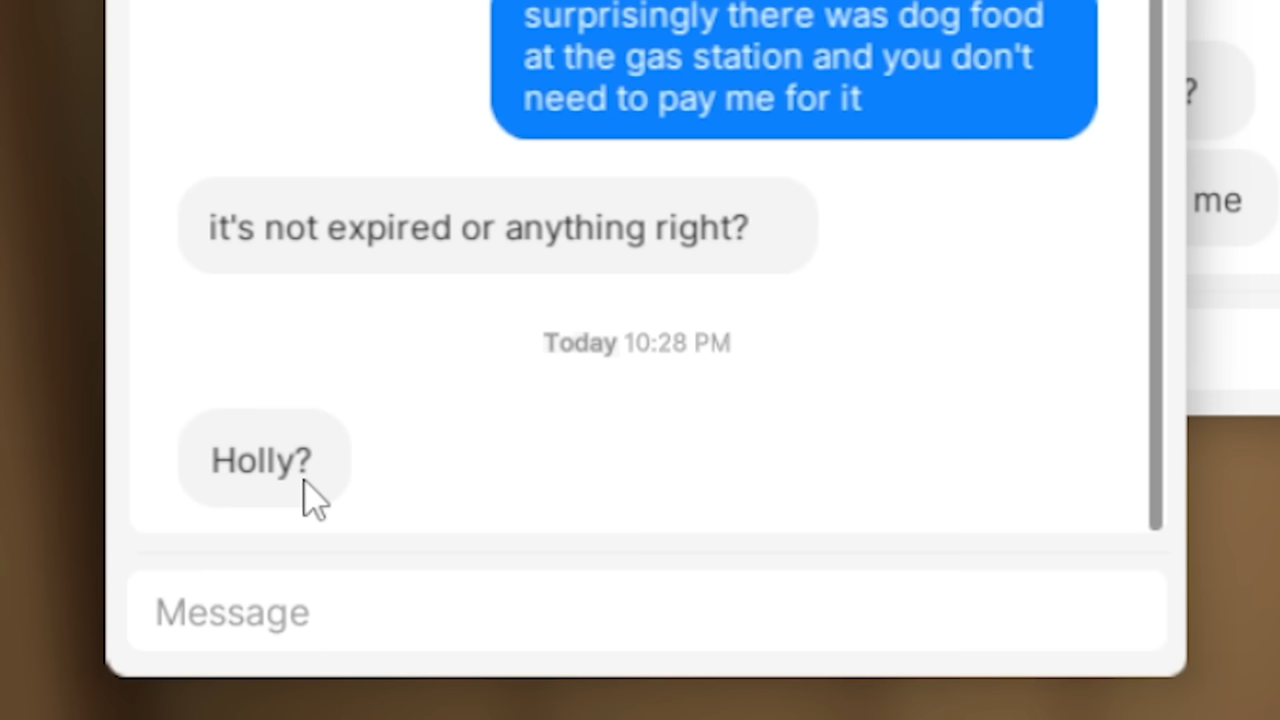 surprisingly there was dog food
at the gas station and you don't
need to pay me for it
?
it's not expired or anything right?
me
Today 10:28 PM
Holly?
Message